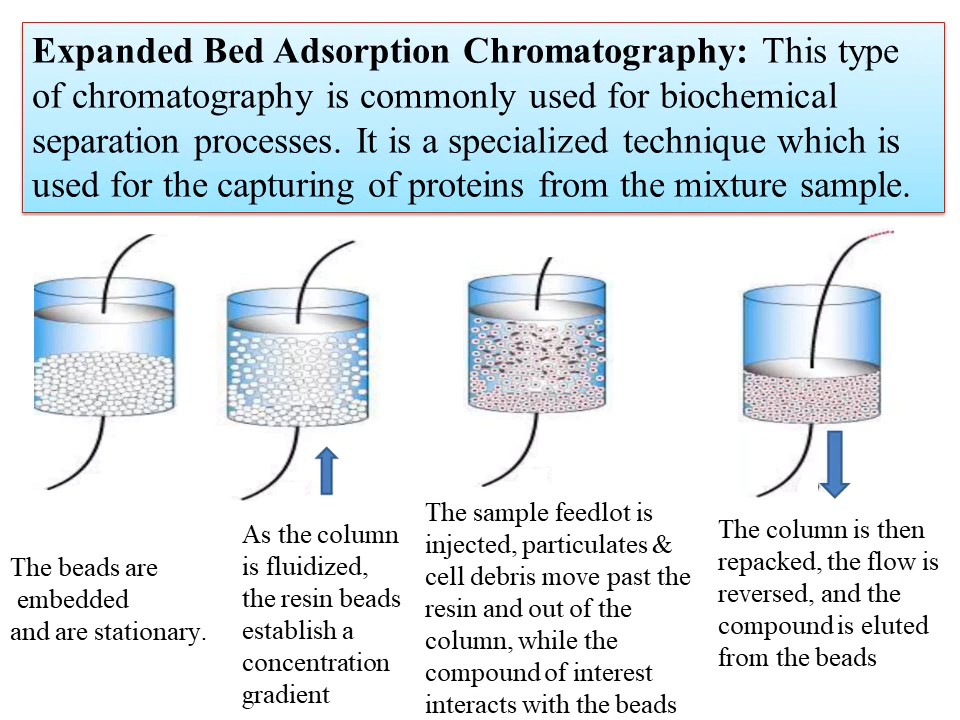 Expanded Bed Adsorption Chromatography: This type
of chromatography is commonly used for biochemical
separation processes. It is a specialized technique which is
used for the capturing of proteins from the mixture sample.
The beads are
embedded
and are stationary.
As the column
is fluidized,
the resin beads
establish a
concentration
gradient
The sample feedlot is
injected, particulates &
cell debris move past the
resin and out of the
column, while the
compound of interest
interacts with the beads
The column is then
repacked, the flow is
reversed, and the
compound is eluted
from the beads